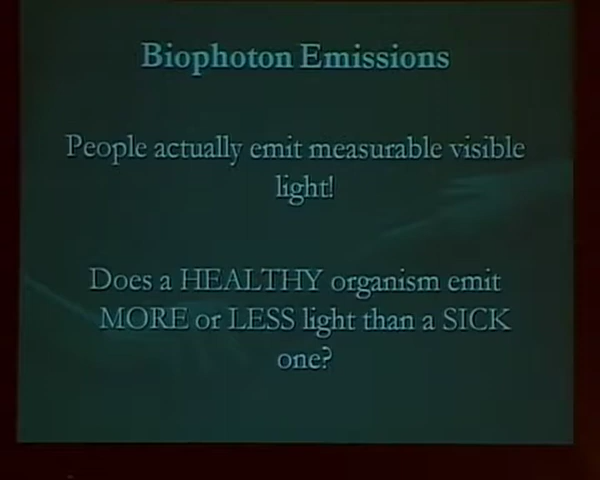 Biophoton Emissions
People actually emit measurable visible
light!
Does a HEALTHY organism emit
MORE or LESS light than a SICK
one?